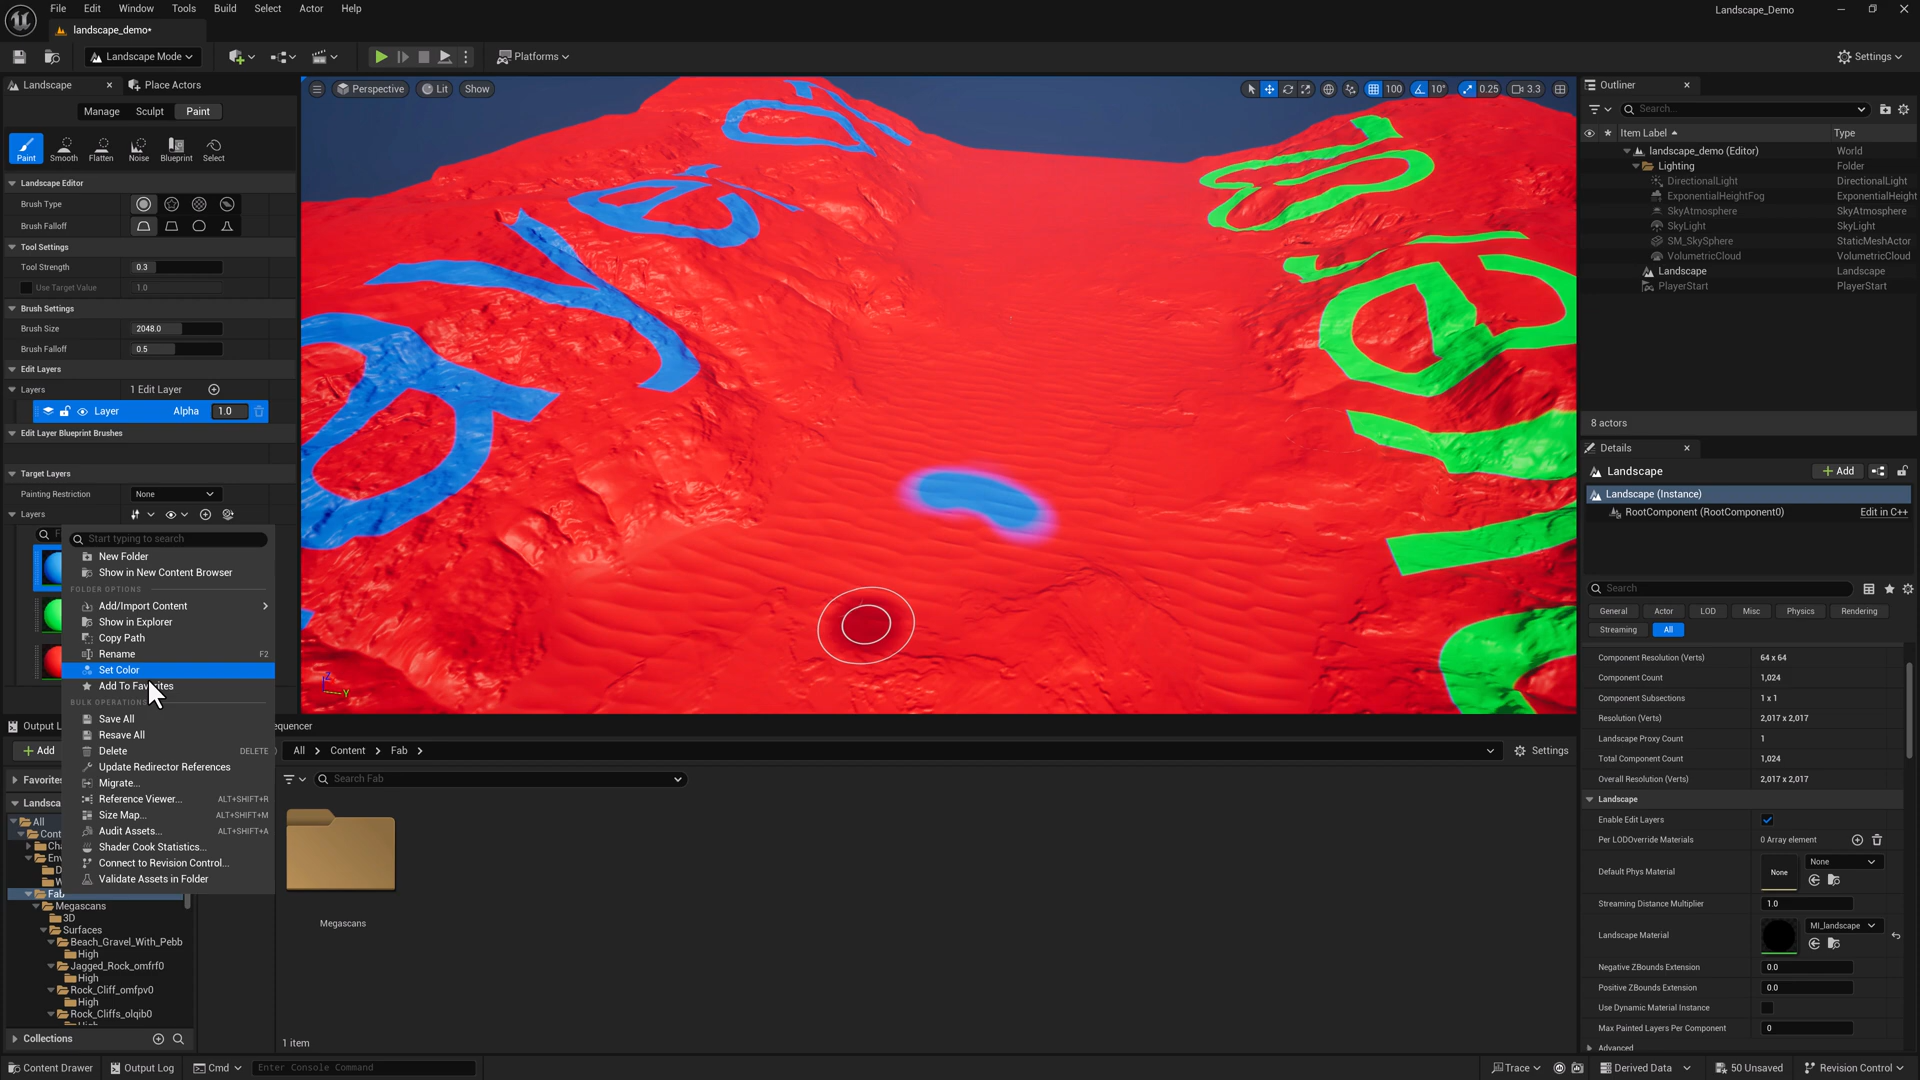 File Edit Window Tools Build Select Actor Help
Landscape_Demo
landscape_demo*
Landscape Mode
Platforms
Settings
Landscape
Place Actors
Manage Sculpt Paint
Paint Smooth Flatten Noise Blueprint Select
Landscape Editor
Brush Type
Brush Falloff
Tool Settings
Tool Strength 0.3
Use Target Value 1.0
Brush Settings
Brush Size 2048.0
Brush Falloff 0.5
Edit Layers
Layers 1 Edit Layer
Layer Alpha 1.0
Edit Layer Blueprint Brushes
Target Layers
Painting Restriction None
Layers
Start typing to search
New Folder
Show in New Content Browser
FOLDER OPTIONS
Add/Import Content
Show in Explorer
Copy Path
Rename F2
Set Color
Add To Favorites
BULK OPERATIONS
Save All
Resave All
Delete DELETE
Update Redirector References
Migrate...
Reference Viewer... ALT+SHIFT+R
Size Map... ALT+SHIFT+M
Audit Assets... ALT+SHIFT+A
Shader Cook Statistics...
Connect to Revision Control...
Validate Assets in Folder
Perspective Lit Show
100 10° 0.25 3.3
Z
Y
Output L
equencer
Add
All Content Fab
Settings
Favorites
Search Fab
Landsca
All
Cont
Cha
Env
D
W
Fab
Megascans
3D
Surfaces
Beach_Gravel_With_Pebb
High
Jagged_Rock_omfrf0
High
Rock_Cliff_omfpv0
High
Rock_Cliffs_olqib0
High
Collections
Megascans
1 item
Outliner
Search...
Item Label Type
landscape_demo (Editor) World
Lighting Folder
DirectionalLight DirectionalLight
ExponentialHeightFog ExponentialHeight
SkyAtmosphere SkyAtmosphere
SkyLight SkyLight
SM_SkySphere StaticMeshActor
VolumetricCloud VolumetricCloud
Landscape Landscape
PlayerStart PlayerStart
8 actors
Details
Landscape
Add
Landscape (Instance)
RootComponent (RootComponent0) Edit in C++
Search
General Actor LOD Misc Physics Rendering
Streaming All
Component Resolution (Verts) 64 x 64
Component Count 1,024
Component Subsections 1 x 1
Resolution (Verts) 2,017 x 2,017
Landscape Proxy Count 1
Total Component Count 1,024
Overall Resolution (Verts) 2,017 x 2,017
Landscape
Enable Edit Layers
Per LODOverride Materials 0 Array element
Default Phys Material None None
Streaming Distance Multiplier 1.0
Landscape Material MI_landscape
Negative ZBounds Extension 0.0
Positive ZBounds Extension 0.0
Use Dynamic Material Instance
Max Painted Layers Per Component 0
Advanced
Content Drawer Output Log Cmd Enter Console Command
Trace Derived Data 50 Unsaved Revision Control